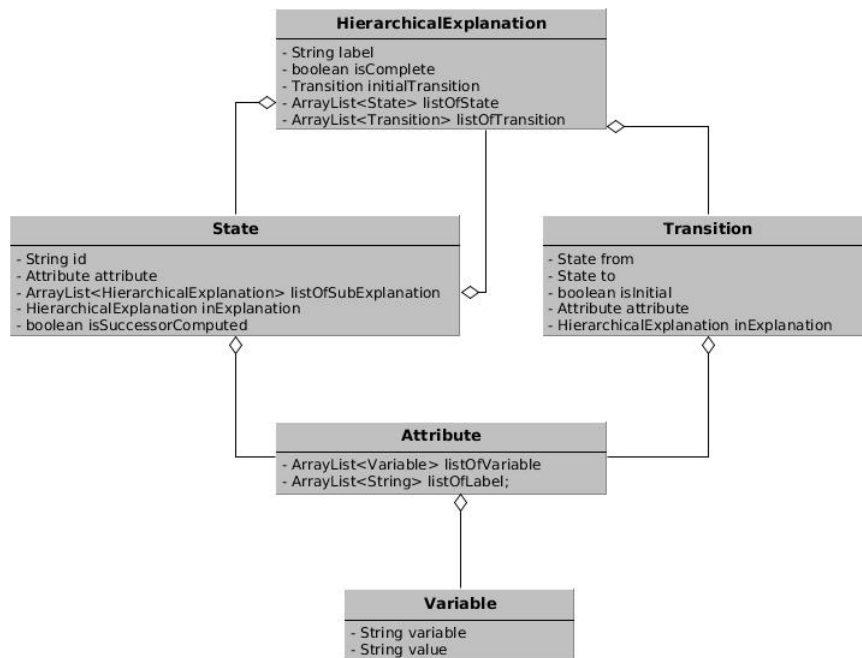 HierarchicalExplanation
- String label
- boolean isComplete
- Transition initialTransition
- ArrayList<State> listOfState
- ArrayList<Transition> listOfTransition
State
- String id
- Attribute attribute
- ArrayList<HierarchicalExplanation> listOfSubExplanation
- HierarchicalExplanation inExplanation
- boolean isSuccessorComputed
Transition
- State from
- State to
- boolean isInitial
- Attribute attribute
- HierarchicalExplanation inExplanation
Attribute
- ArrayList<Variable> listOfVariable
- ArrayList<String> listOfLabel;
Variable
- String variable
- String value